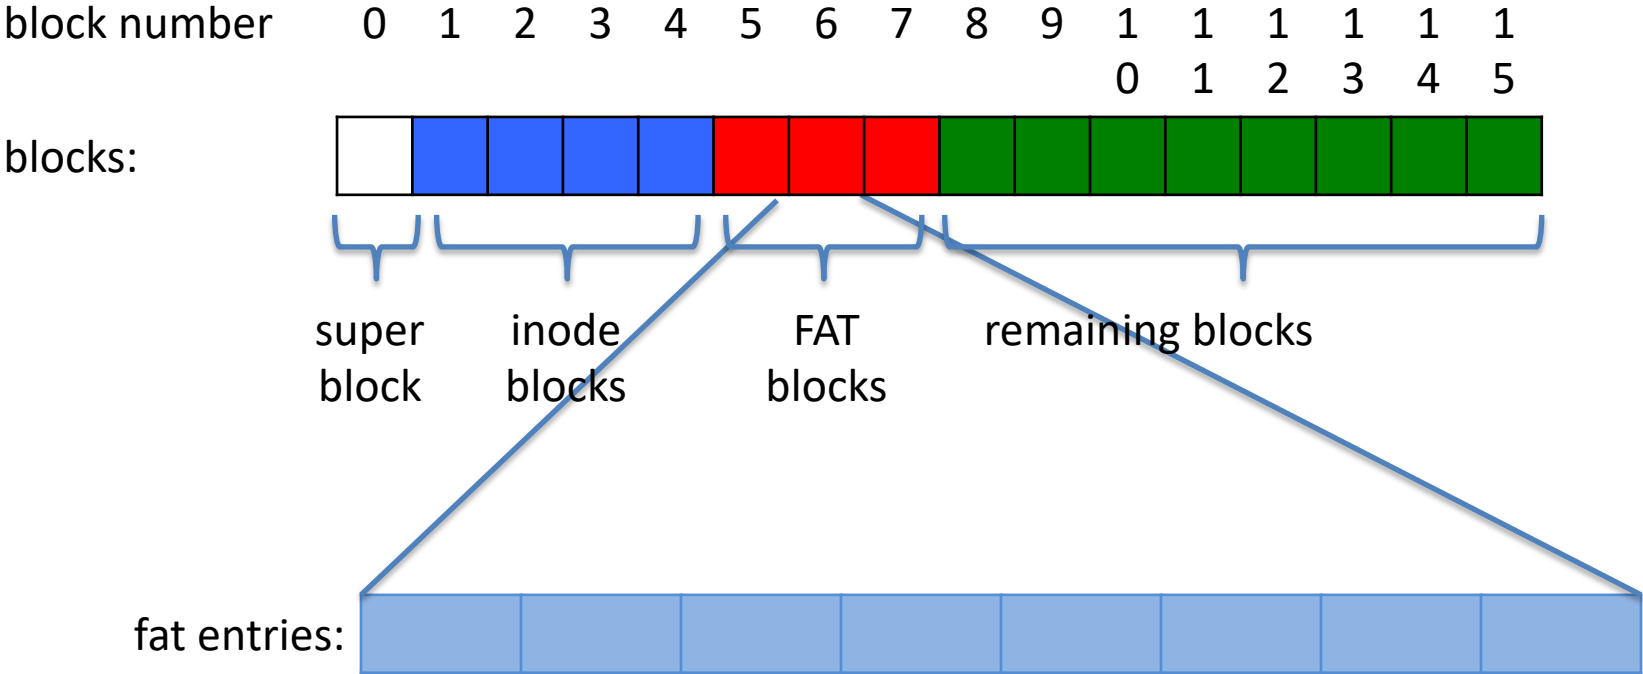 block number 0 1 2 3 4 5 6 7 8 9 1 1 1 1 1 1
0 1 2 3 4 5
blocks:
super inode FAT remaining blocks
block blocks blocks
fat entries: